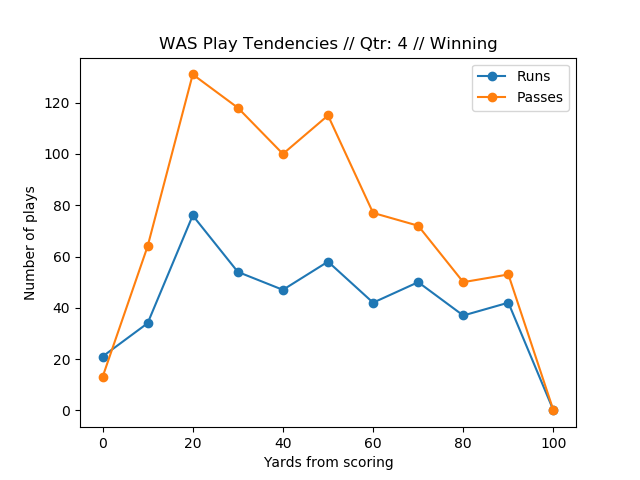 WAS Play Tendencies // Qtr: 4 // Winning
Runs
Passes
Number of plays
120
100
80
60
40
20
0
0 20 40 60 80 100
Yards from scoring